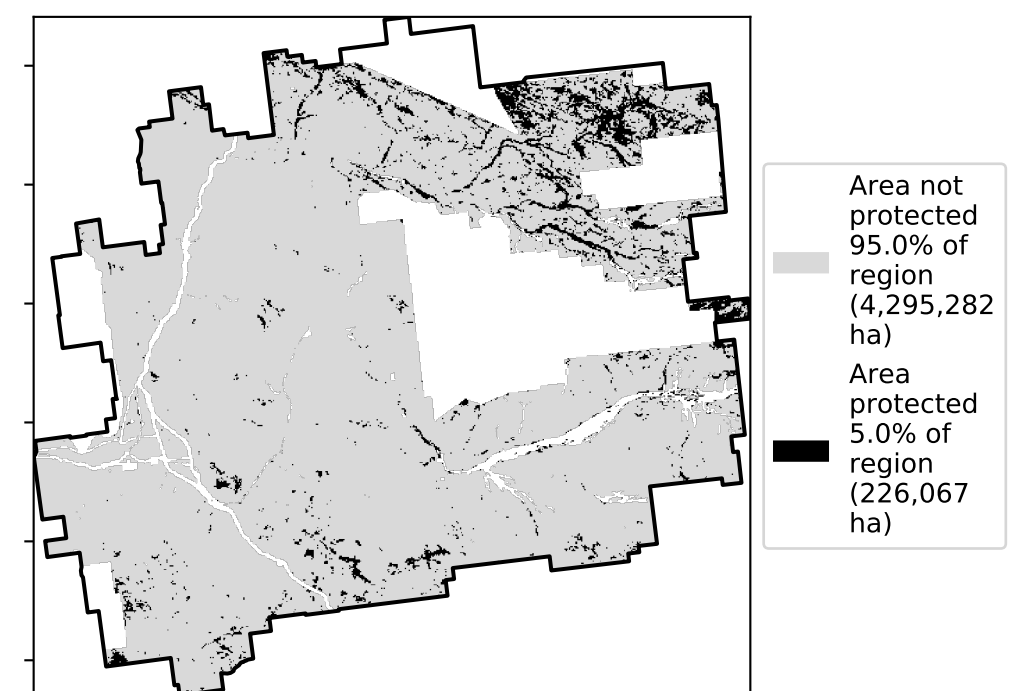 Area not
protected
95.0% of
region
(4,295,282
ha)
Area
protected
5.0% of
region
(226,067
ha)